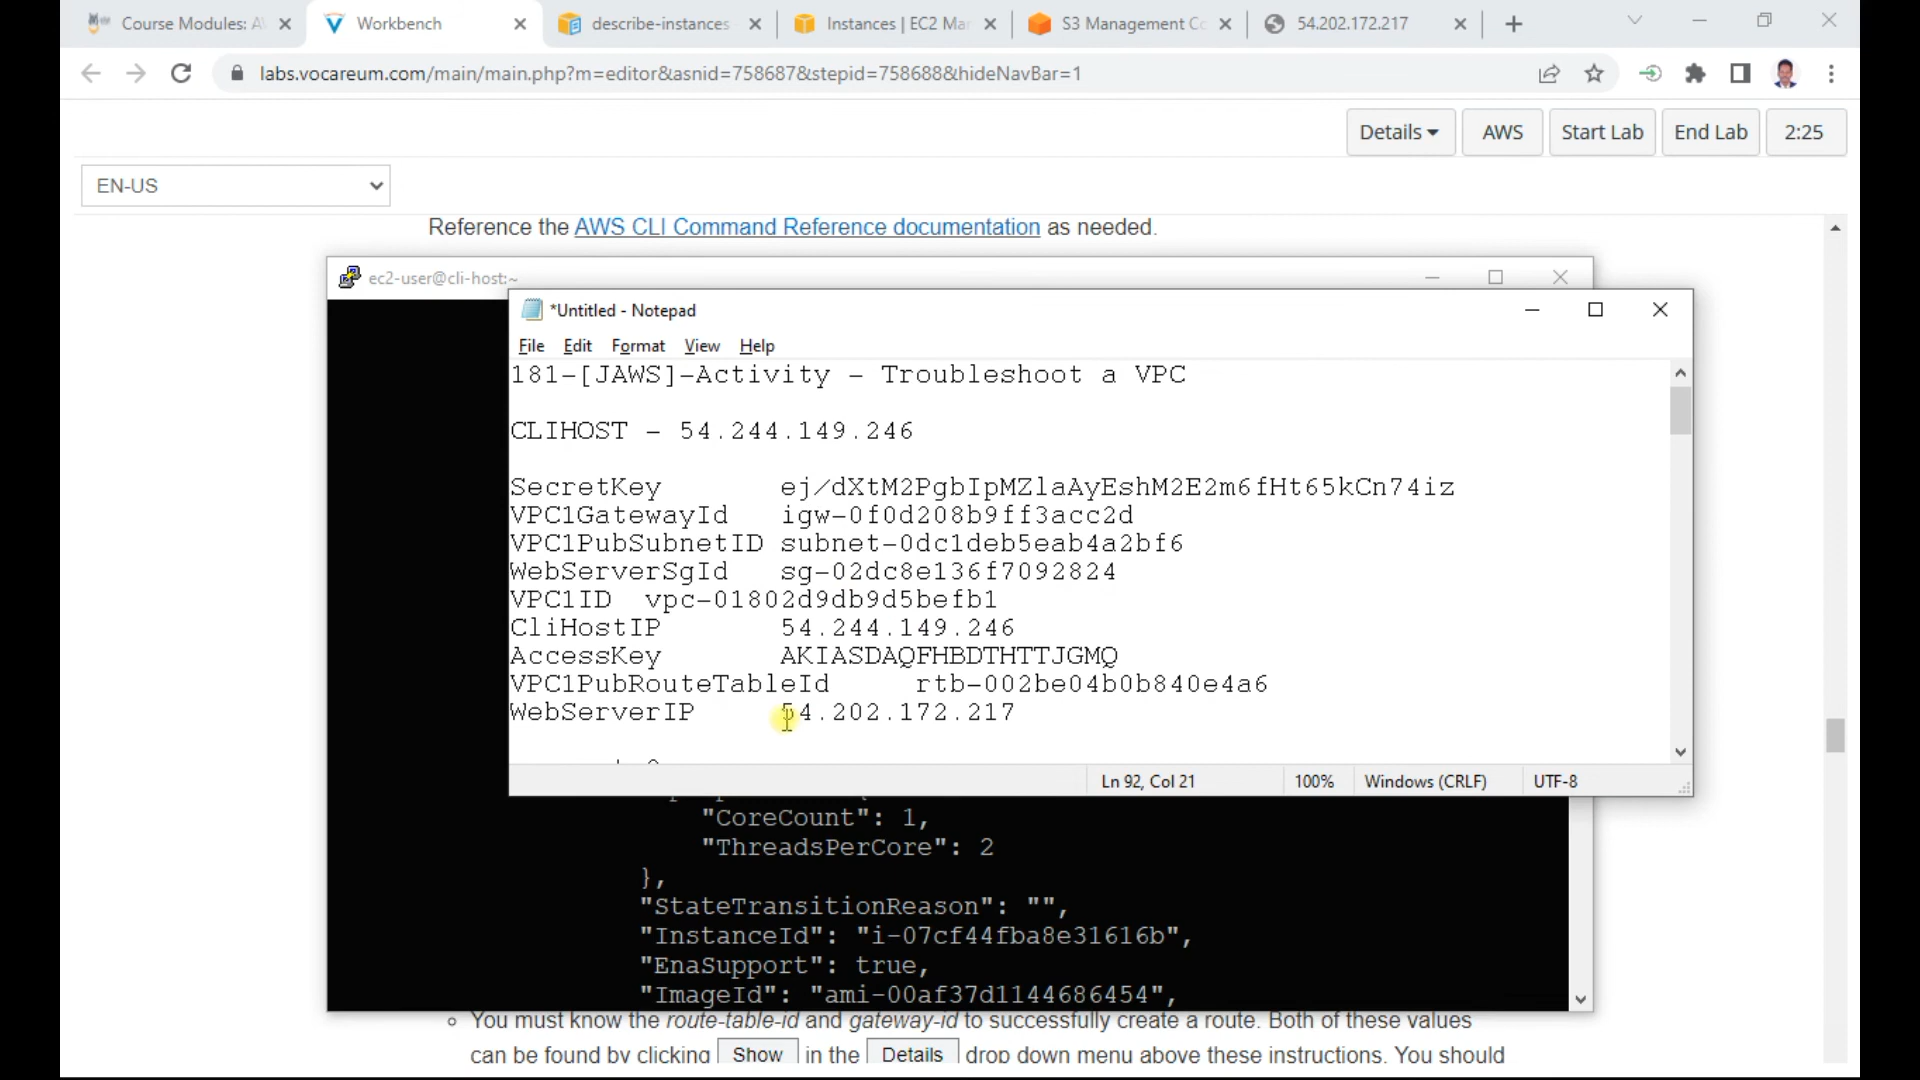 Course Modules: A
Workbench
describe-instances
Instances | EC2 Mar
S3 Management Co
54.202.172.217
labs.vocareum.com/main/main.php?m=editor&asnid=758687&stepid=758688&hideNavBar=1
Details
AWS
Start Lab
End Lab
2:25
EN-US
Reference the AWS CLI Command Reference documentation as needed.
ec2-user@cli-host:~
*Untitled - Notepad
File Edit Format View Help
181-[JAWS]-Activity - Troubleshoot a VPC
CLIHOST - 54.244.149.246
SecretKey ej/dXtM2PgbIpMZlaAyEshM2E2m6fHt65kCn74iz
VPC1GatewayId igw-0f0d208b9ff3acc2d
VPC1PubSubnetID subnet-0dc1deb5eab4a2bf6
WebServerSgId sg-02dc8e136f7092824
VPC1ID vpc-01802d9db9d5befb1
CliHostIP 54.244.149.246
AccessKey AKIASDAQFHBDTHTTJGMQ
VPC1PubRouteTableId rtb-002be04b0b840e4a6
WebServerIP 54.202.172.217
Ln 92, Col 21
100%
Windows (CRLF)
UTF-8
"CoreCount": 1,
"ThreadsPerCore": 2
},
"StateTransitionReason": "",
"InstanceId": "i-07cf44fba8e31616b",
"EnaSupport": true,
"ImageId": "ami-00af37d1144686454",
You must know the route-table-id and gateway-id to successfully create a route. Both of these values
can be found by clicking Show in the Details drop down menu above these instructions. You should